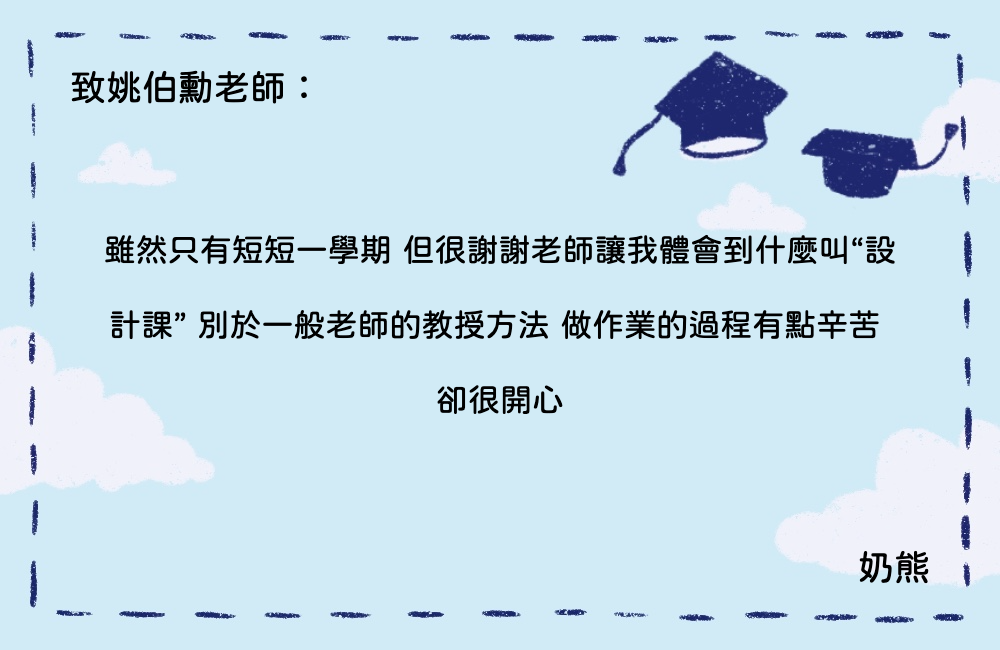 致姚伯勳老師：
雖然只有短短一學期 但很謝謝老師讓我體會到什麼叫“設
計課” 別於一般老師的教授方法 做作業的過程有點辛苦
卻很開心
奶熊